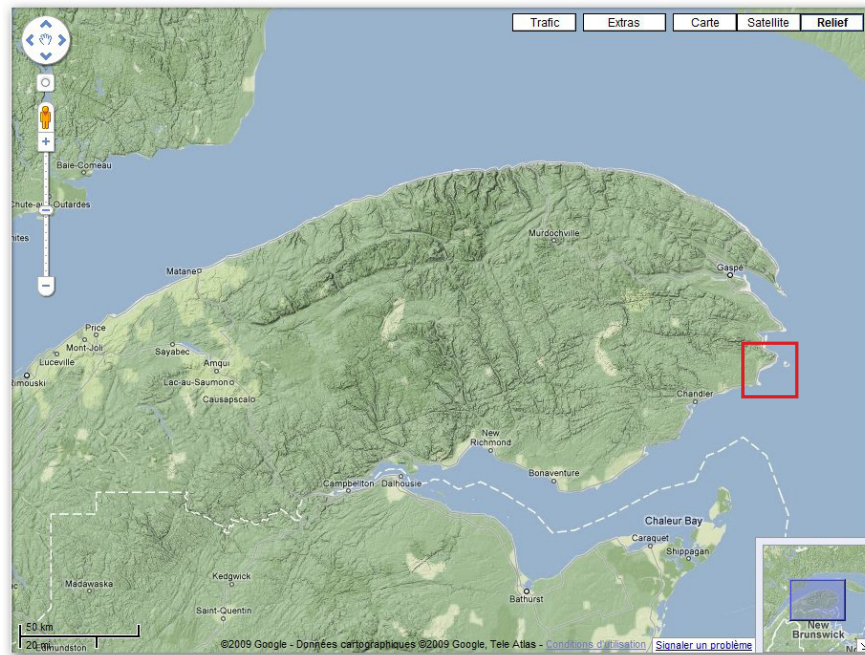 Trafic
Extras
Carte
Satellite
Relief
Baie-Comeau
Outardes
Murdochville
Matane
Gaspé
Price
Mont-Joli
Sayabec
Luceville
Amqui
Rimouski
Lac-au-Saumon
Causapscal
Chandler
New
Richmond
Bonaventure
Campbellton
Dalhousie
Chaleur Bay
Caraquet
Shippagan
Kedgwick
Madawaska
Bathurst
Saint-Quentin
New
Brunswick
50 km
20 mi
Edmundston
©2009 Google - Données cartographiques ©2009 Google, Tele Atlas - Conditions d'utilisation
Signaler un problème